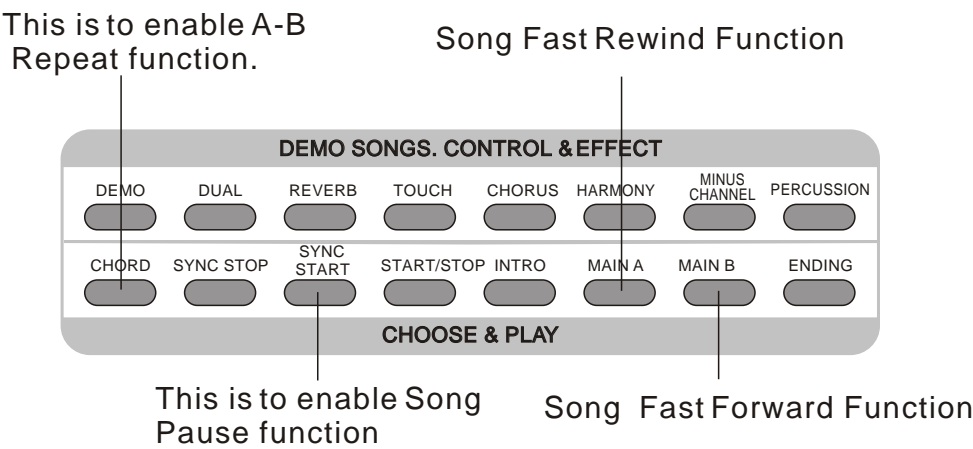 This is to enable A-B
Repeat function.
Song Fast Rewind Function
DEMO SONGS. CONTROL & EFFECT
DEMO DUAL REVERB TOUCH CHORUS HARMONY MINUS CHANNEL PERCUSSION
CHORD SYNC STOP SYNC START START/STOP INTRO MAIN A MAIN B ENDING
CHOOSE & PLAY
This is to enable Song
Pause function
Song Fast Forward Function